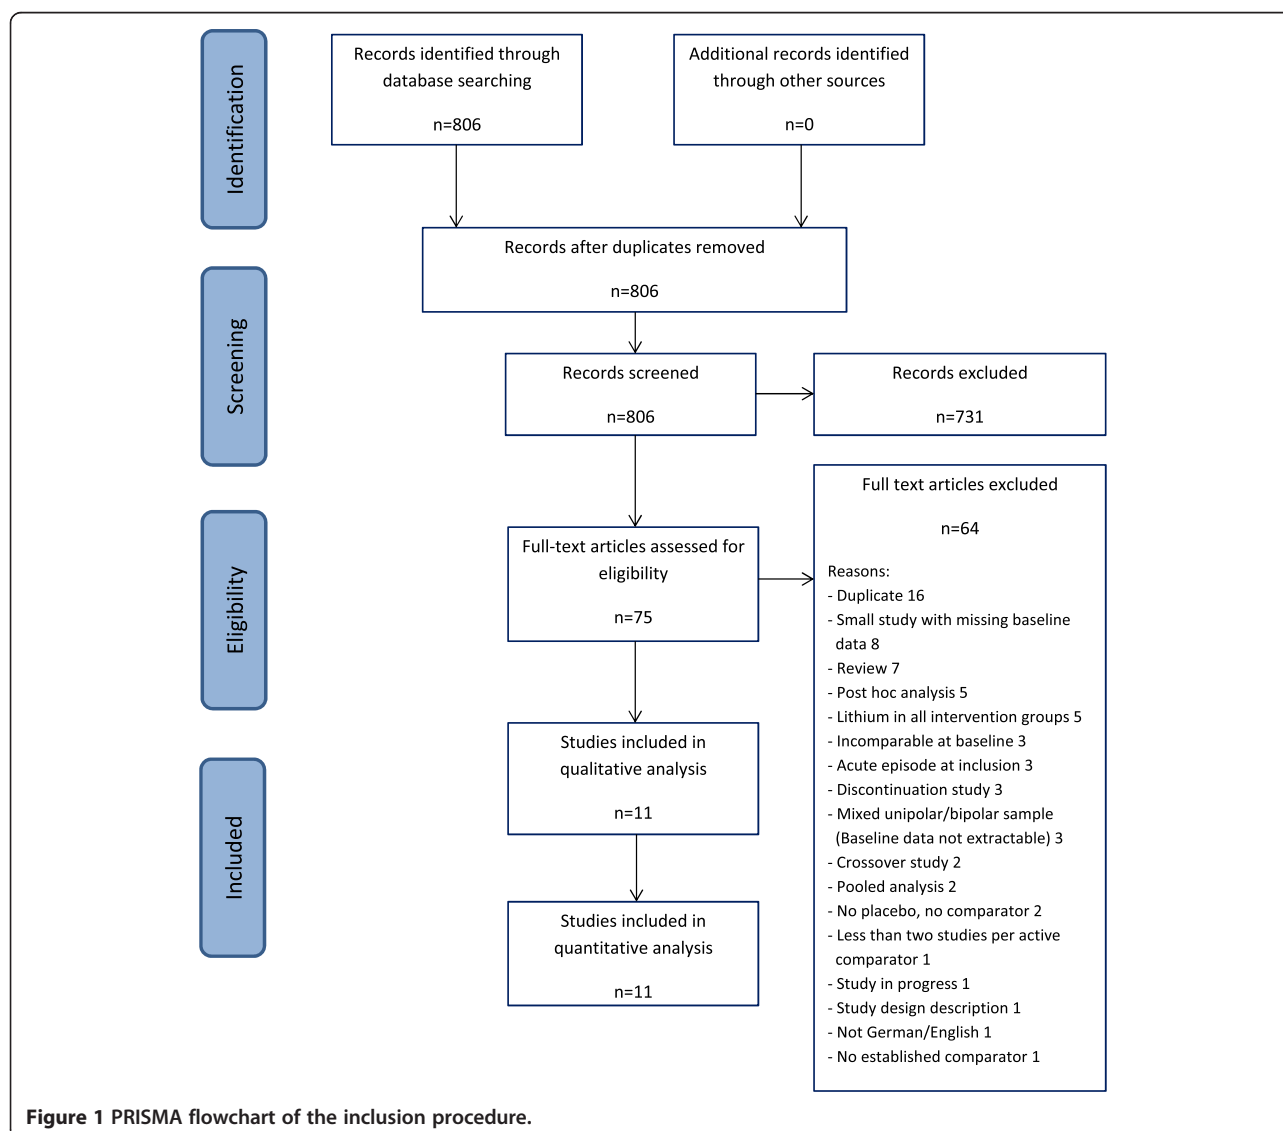 Identification
Records identified through
database searching
n=806
Additional records identified
through other sources
n=0
Records after duplicates removed
n=806
Screening
Records screened
n=806
Records excluded
n=731
Eligibility
Full-text articles assessed for
eligibility
n=75
Full text articles excluded
n=64
Reasons:
- Duplicate 16
- Small study with missing baseline
data 8
- Review 7
- Post hoc analysis 5
- Lithium in all intervention groups 5
- Incomparable at baseline 3
- Acute episode at inclusion 3
- Discontinuation study 3
- Mixed unipolar/bipolar sample
(Baseline data not extractable) 3
- Crossover study 2
- Pooled analysis 2
- No placebo, no comparator 2
- Less than two studies per active
comparator 1
- Study in progress 1
- Study design description 1
- Not German/English 1
- No established comparator 1
Included
Studies included in
qualitative analysis
n=11
Studies included in
quantitative analysis
n=11
Figure 1 PRISMA flowchart of the inclusion procedure.